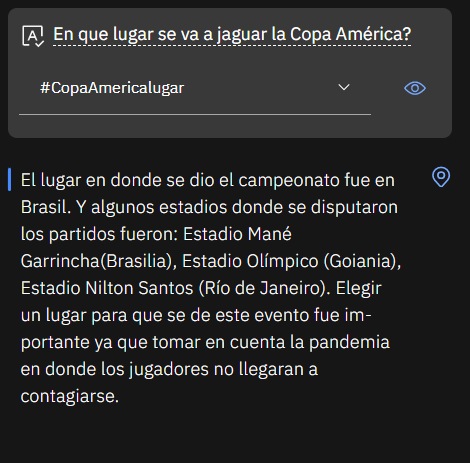 En que lugar se va a jaguar la Copa América?
#CopaAmericalugar
El lugar en donde se dio el campeonato fue en
Brasil. Y algunos estadios donde se disputaron
los partidos fueron: Estadio Mané
Garrincha(Brasilia), Estadio Olímpico (Goiania),
Estadio Nilton Santos (Río de Janeiro). Elegir
un lugar para que se de este evento fue im-
portante ya que tomar en cuenta la pandemia
en donde los jugadores no llegaran a
contagiarse.